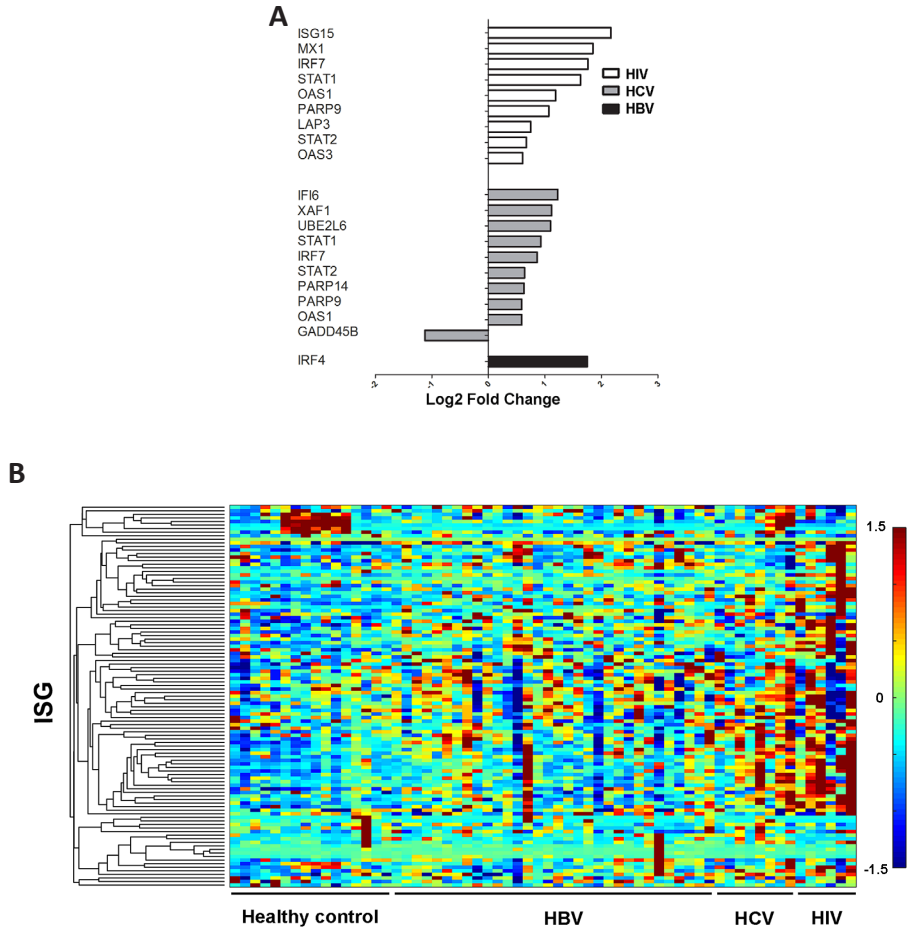 A
ISG15
MX1
IRF7
STAT1
OAS1
PARP9
LAP3
STAT2
OAS3
HIV
HCV
HBV
IFI6
XAF1
UBE2L6
STAT1
IRF7
STAT2
PARP14
PARP9
OAS1
GADD45B
IRF4
-2 -1 0 1 2 3
Log2 Fold Change
B
ISG
1.5
0
-1.5
Healthy control HBV HCV HIV